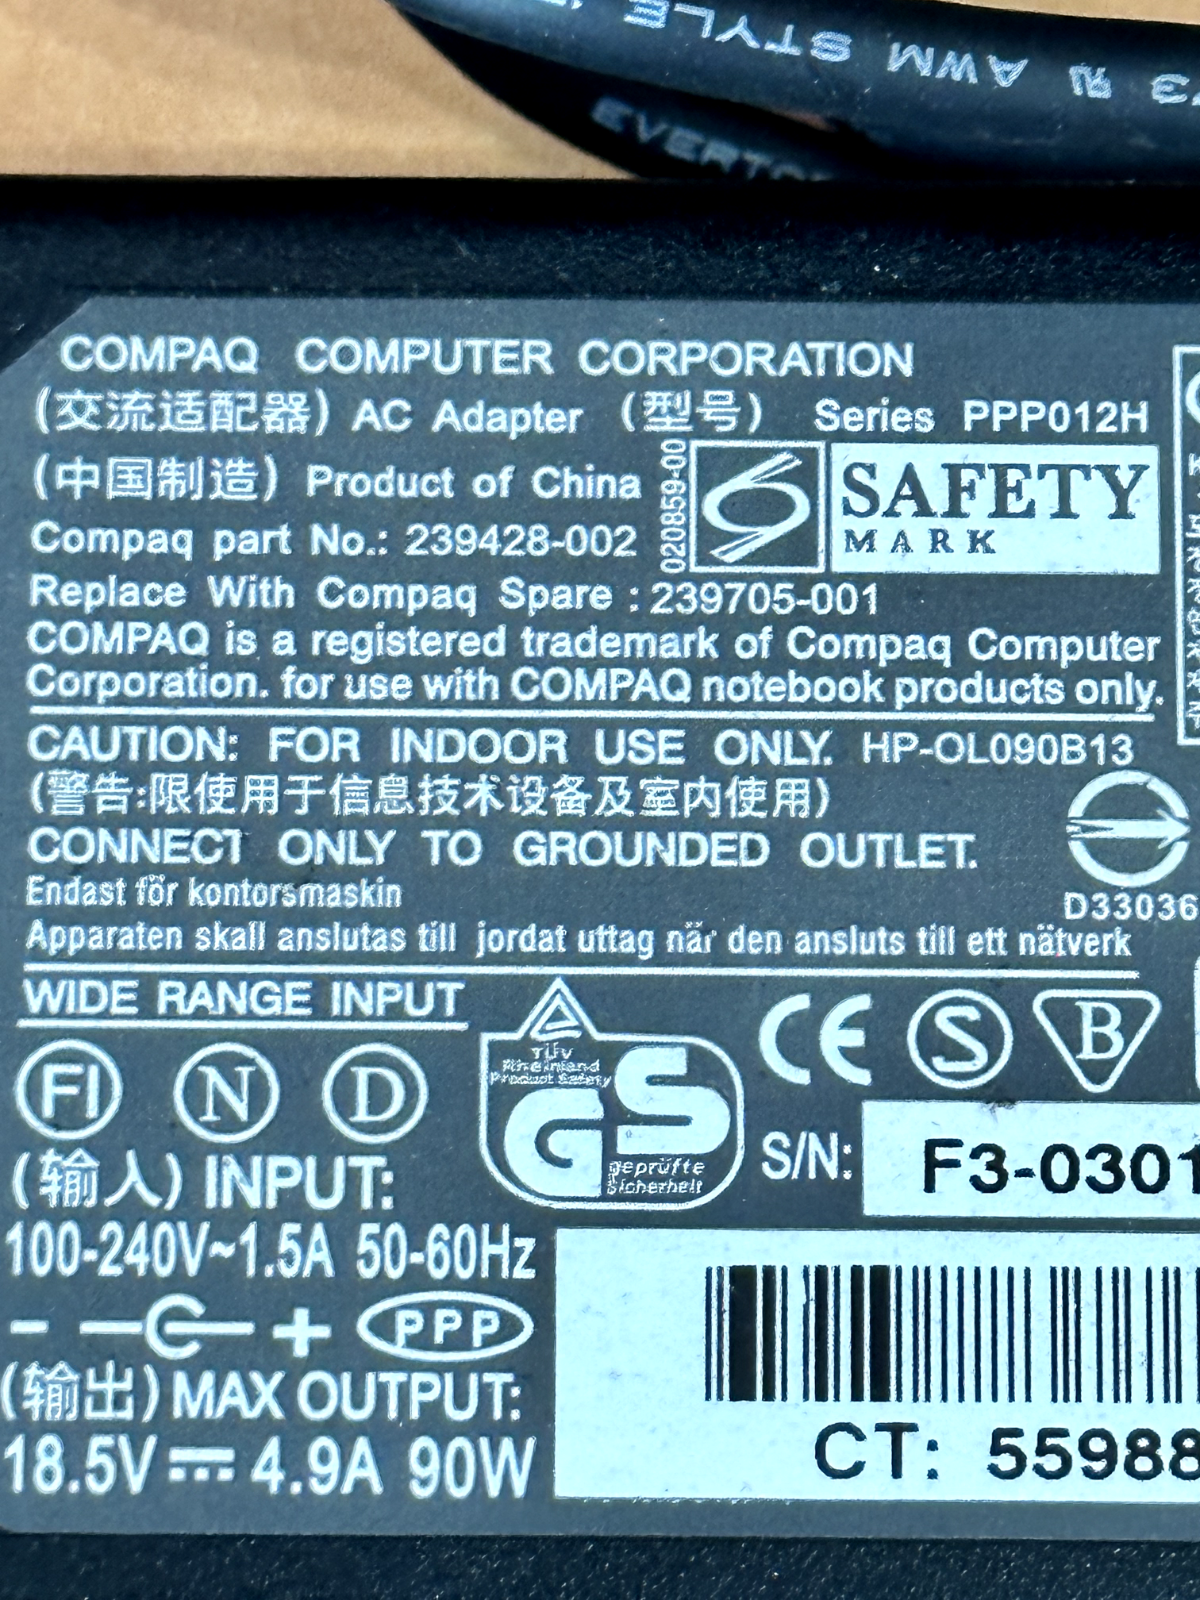 AWM STYLE
EVERTO
COMPAQ COMPUTER CORPORATION
(交流适配器) AC Adapter (型号) Series PPP012H
(中国制造) Product of China
020859-00
SAFETY
MARK
Compaq part No.: 239428-002
Replace With Compaq Spare : 239705-001
COMPAQ is a registered trademark of Compaq Computer
Corporation. for use with COMPAQ notebook products only.
CAUTION: FOR INDOOR USE ONLY. HP-OL090B13
(警告:限使用于信息技术设备及室内使用)
CONNECT ONLY TO GROUNDED OUTLET.
D33036
Endast för kontorsmaskin
Apparaten skall anslutas till jordat uttag när den ansluts till ett nätverk
WIDE RANGE INPUT
CE S B
FI N D
TÜV
Rheinland
Product Safety
GS
geprüfte
Sicherheit
S/N: F3-0301
(输入) INPUT:
100-240V~1.5A 50-60Hz
- + PPP
(输出) MAX OUTPUT:
18.5V 4.9A 90W
CT: 55988